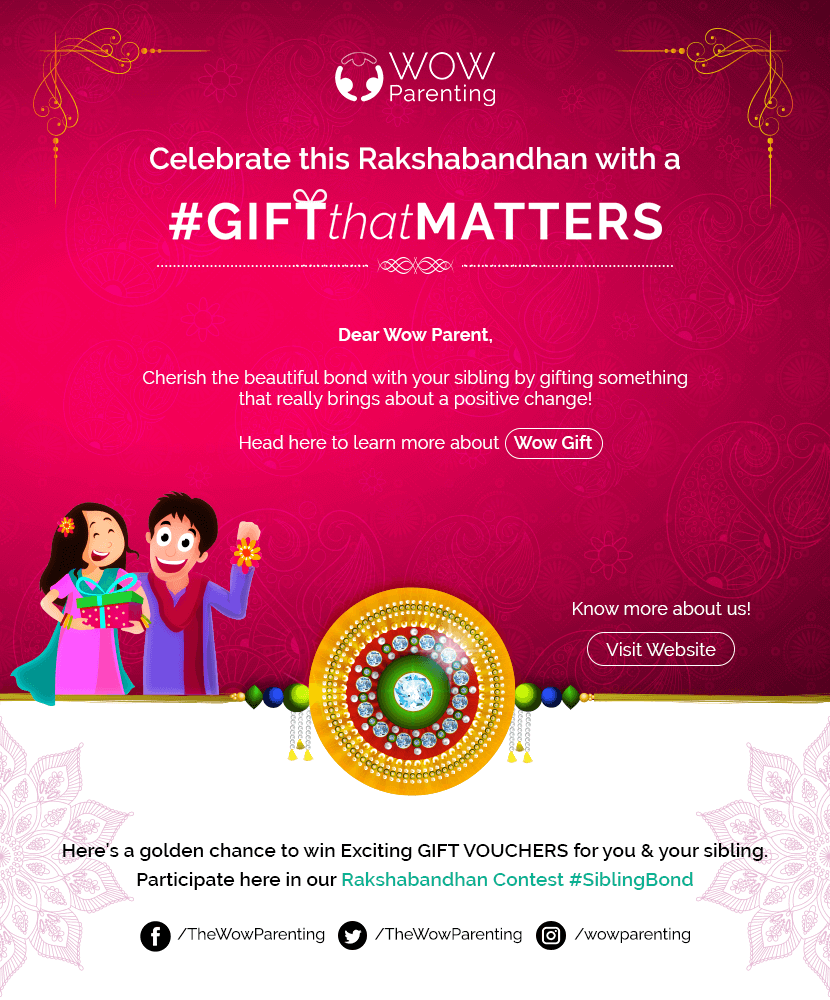 WOW
Parenting
Celebrate this Rakshabandhan with a
#GIFTthatMATTERS
Dear Wow Parent,
Cherish the beautiful bond with your sibling by gifting something
that really brings about a positive change!
Head here to learn more about Wow Gift
Know more about us!
Visit Website
Here's a golden chance to win Exciting GIFT VOUCHERS for you & your sibling.
Participate here in our Rakshabandhan Contest #SiblingBond
/TheWowParenting /TheWowParenting /wowparenting